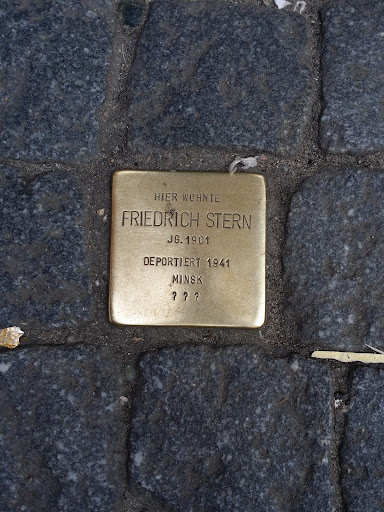 HIER WOHNTE
FRIEDRICH STERN
JG. 1901
DEPORTIERT 1941
MINSK
? ? ?